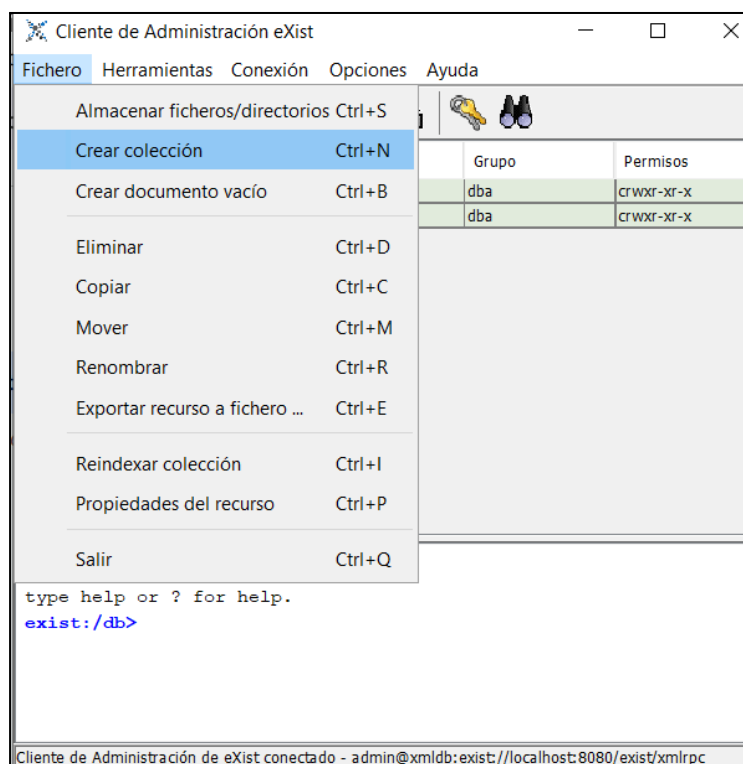 Cliente de Administración eXist
Fichero Herramientas Conexión Opciones Ayuda
Almacenar ficheros/directorios Ctrl+S
Crear colección Ctrl+N
Grupo Permisos
Crear documento vacío Ctrl+B
dba crwxr-xr-x
dba crwxr-xr-x
Eliminar Ctrl+D
Copiar Ctrl+C
Mover Ctrl+M
Renombrar Ctrl+R
Exportar recurso a fichero ... Ctrl+E
Reindexar colección Ctrl+I
Propiedades del recurso Ctrl+P
Salir Ctrl+Q
type help or ? for help.
exist:/db>
Cliente de Administración de eXist conectado - admin@xmldb:exist://localhost:8080/exist/xmlrpc